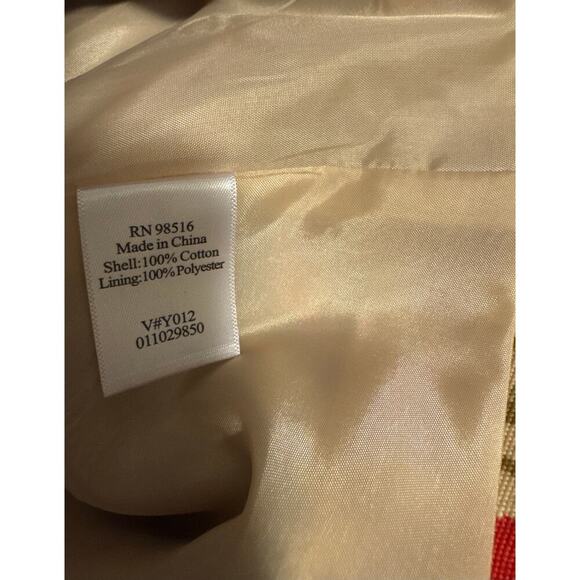 RN 98516
Made in China
Shell:100% Cotton
Lining:100% Polyester
V#Y012
011029850